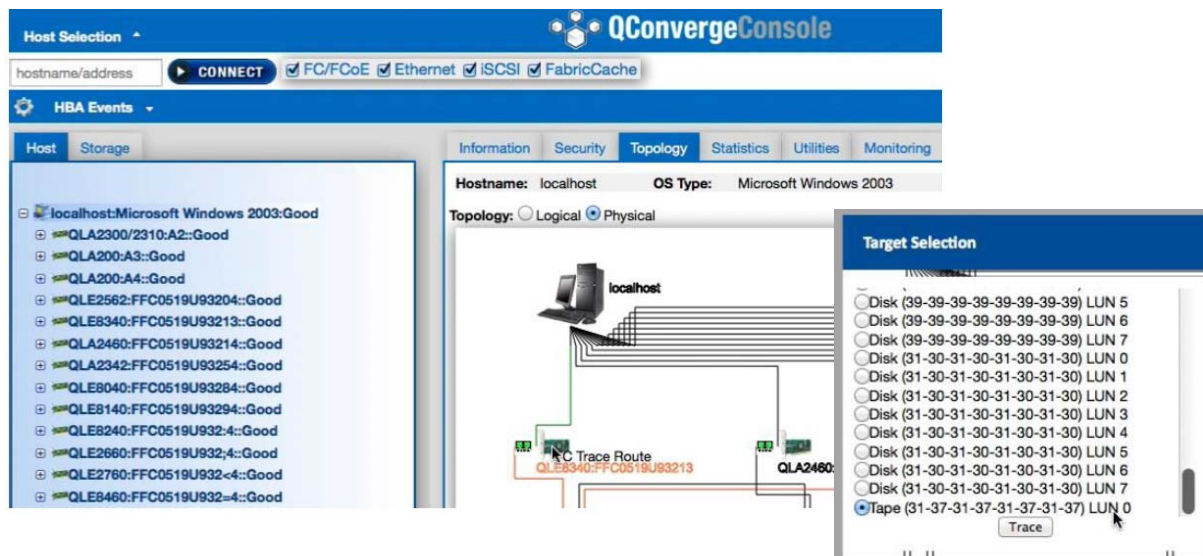 Host Selection
QConvergeConsole
hostname/address
CONNECT
FC/FCoE Ethernet iSCSI FabricCache
HBA Events
Host Storage
Information Security Topology Statistics Utilities Monitoring
Hostname: localhost OS Type: Microsoft Windows 2003
Topology: Logical Physical
localhost:Microsoft Windows 2003:Good
QLA2300/2310:A2::Good
QLA200:A3::Good
QLA200:A4::Good
QLE2562:FFC0519U93204::Good
QLE8340:FFC0519U93213::Good
QLA2460:FFC0519U93214::Good
QLA2342:FFC0519U93254::Good
QLE8040:FFC0519U93284::Good
QLE8140:FFC0519U93294::Good
QLE8240:FFC0519U932:4::Good
QLE2660:FFC0519U932;4::Good
QLE2760:FFC0519U932<4::Good
QLE8460:FFC0519U932=4::Good
localhost
C Trace Route
QLE8340:FFC0519U93213
QLA2460:
Target Selection
Disk (39-39-39-39-39-39-39-39) LUN 5
Disk (39-39-39-39-39-39-39-39) LUN 6
Disk (39-39-39-39-39-39-39-39) LUN 7
Disk (31-30-31-30-31-30-31-30) LUN 0
Disk (31-30-31-30-31-30-31-30) LUN 1
Disk (31-30-31-30-31-30-31-30) LUN 2
Disk (31-30-31-30-31-30-31-30) LUN 3
Disk (31-30-31-30-31-30-31-30) LUN 4
Disk (31-30-31-30-31-30-31-30) LUN 5
Disk (31-30-31-30-31-30-31-30) LUN 6
Disk (31-30-31-30-31-30-31-30) LUN 7
Tape (31-37-31-37-31-37-31-37) LUN 0
Trace